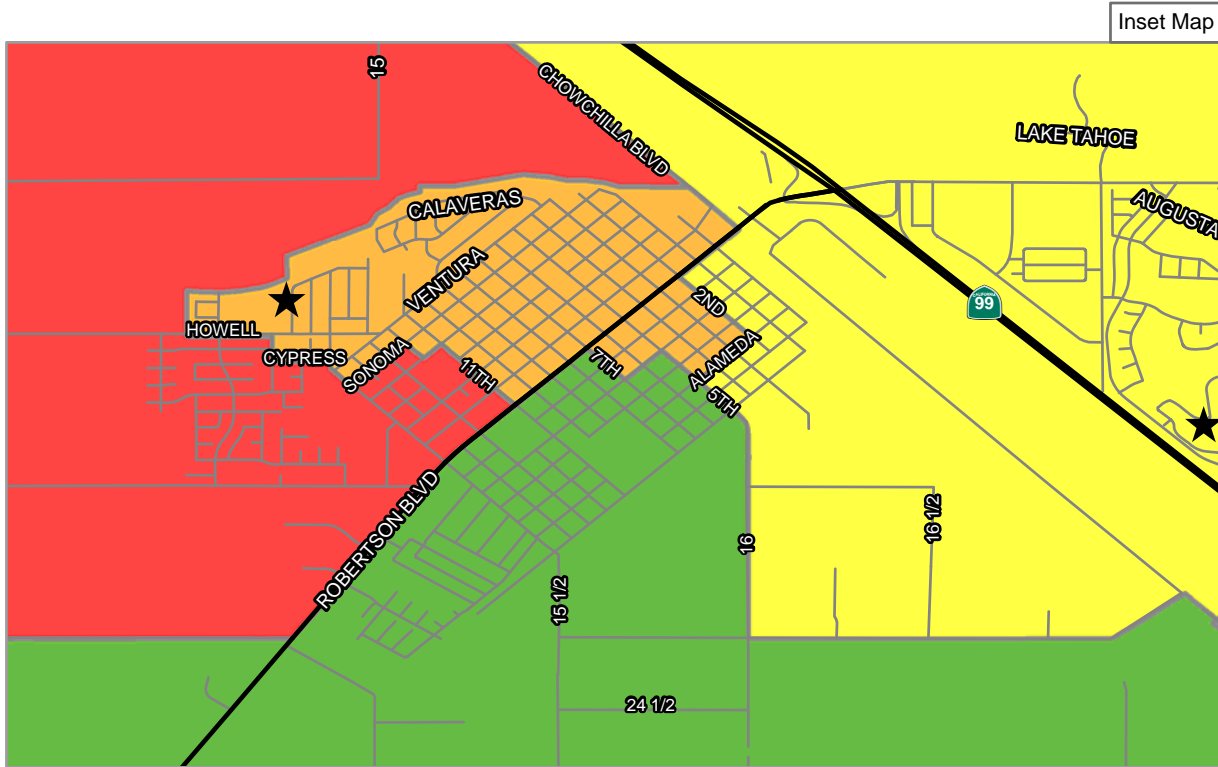 Inset Map
15
CHOWCHILLA BLVD
LAKE TAHOE
CALAVERAS
AUGUSTA
VENTURA
2ND
CALIFORNIA
99
HOWELL
CYPRESS
SONOMA
11TH
7TH
ALAMEDA
5TH
ROBERTSON BLVD
16
16 1/2
15 1/2
24 1/2